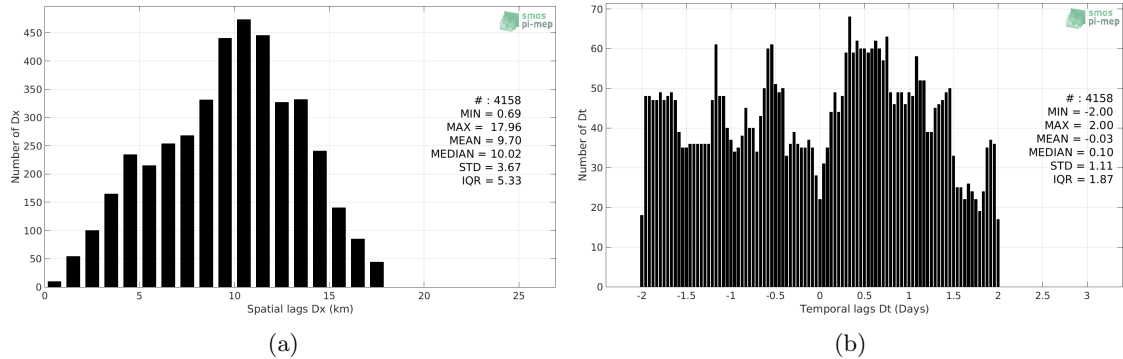 smos
pi-mep
450
400
350
300
250
200
150
100
50
0
Number of Dx
# : 4158
MIN = 0.69
MAX = 17.96
MEAN = 9.70
MEDIAN = 10.02
STD = 3.67
IQR = 5.33
0 5 10 15 20 25
Spatial lags Dx (km)
(a)
smos
pi-mep
70
60
50
40
30
20
10
0
Number of Dt
# : 4158
MIN = -2.00
MAX = 2.00
MEAN = -0.03
MEDIAN = 0.10
STD = 1.11
IQR = 1.87
-2 -1.5 -1 -0.5 0 0.5 1 1.5 2 2.5 3
Temporal lags Dt (Days)
(b)